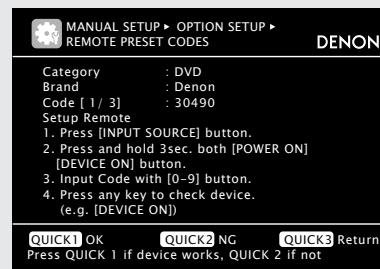 MANUAL SETUP▸ OPTION SETUP▸
REMOTE PRESET CODES
DENON
Category : DVD
Brand : Denon
Code [ 1/ 3] : 30490
Setup Remote
1. Press [INPUT SOURCE] button.
2. Press and hold 3sec. both [POWER ON]
[DEVICE ON] button.
3. Input Code with [0–9] button.
4. Press any key to check device.
(e.g. [DEVICE ON])
QUICK1 OK QUICK2 NG QUICK3 Return
Press QUICK 1 if device works, QUICK 2 if not